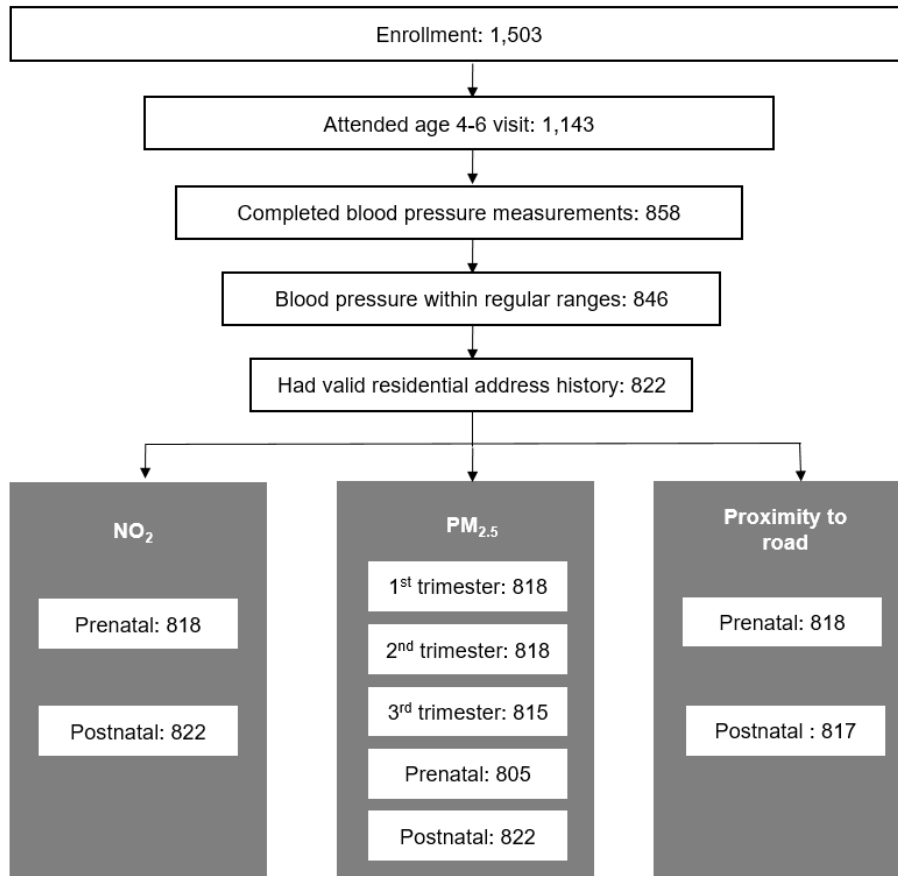 Enrollment: 1,503
Attended age 4-6 visit: 1,143
Completed blood pressure measurements: 858
Blood pressure within regular ranges: 846
Had valid residential address history: 822
NO₂
Prenatal: 818
Postnatal: 822
PM₂.₅
1ˢᵗ trimester: 818
2ⁿᵈ trimester: 818
3ʳᵈ trimester: 815
Prenatal: 805
Postnatal: 822
Proximity to
road
Prenatal: 818
Postnatal : 817